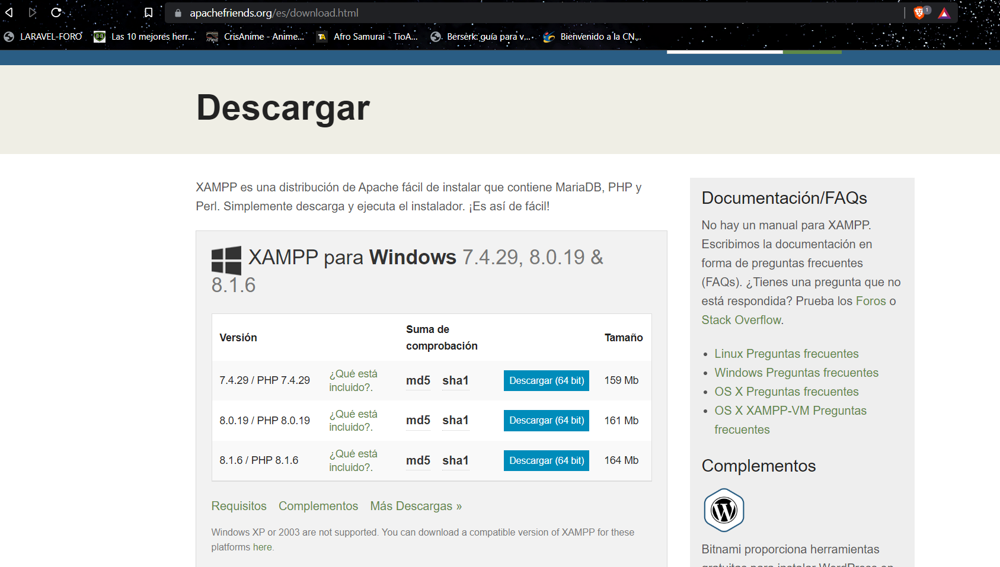 apachefriends.org/es/download.html
1
LARAVEL-FORO Las 10 mejores herr... CrisAnime - Anime... TA Afro Samurai - TioA... Berserk: guía para v... Bienvenido a la CN...
Descargar
XAMPP es una distribución de Apache fácil de instalar que contiene MariaDB, PHP y
Perl. Simplemente descarga y ejecuta el instalador. ¡Es así de fácil!
XAMPP para Windows 7.4.29, 8.0.19 &
8.1.6
Versión Suma de
comprobación Tamaño
7.4.29 / PHP 7.4.29 ¿Qué está
incluido?. md5 sha1 Descargar (64 bit) 159 Mb
8.0.19 / PHP 8.0.19 ¿Qué está
incluido?. md5 sha1 Descargar (64 bit) 161 Mb
8.1.6 / PHP 8.1.6 ¿Qué está
incluido?. md5 sha1 Descargar (64 bit) 164 Mb
Requisitos Complementos Más Descargas »
Windows XP or 2003 are not supported. You can download a compatible version of XAMPP for these
platforms here.
Documentación/FAQs
No hay un manual para XAMPP.
Escribimos la documentación en
forma de preguntas frecuentes
(FAQs). ¿Tienes una pregunta que no
está respondida? Prueba los Foros o
Stack Overflow.
• Linux Preguntas frecuentes
• Windows Preguntas frecuentes
• OS X Preguntas frecuentes
• OS X XAMPP-VM Preguntas
frecuentes
Complementos
W
Bitnami proporciona herramientas
gratuitas para instalar WordPress en